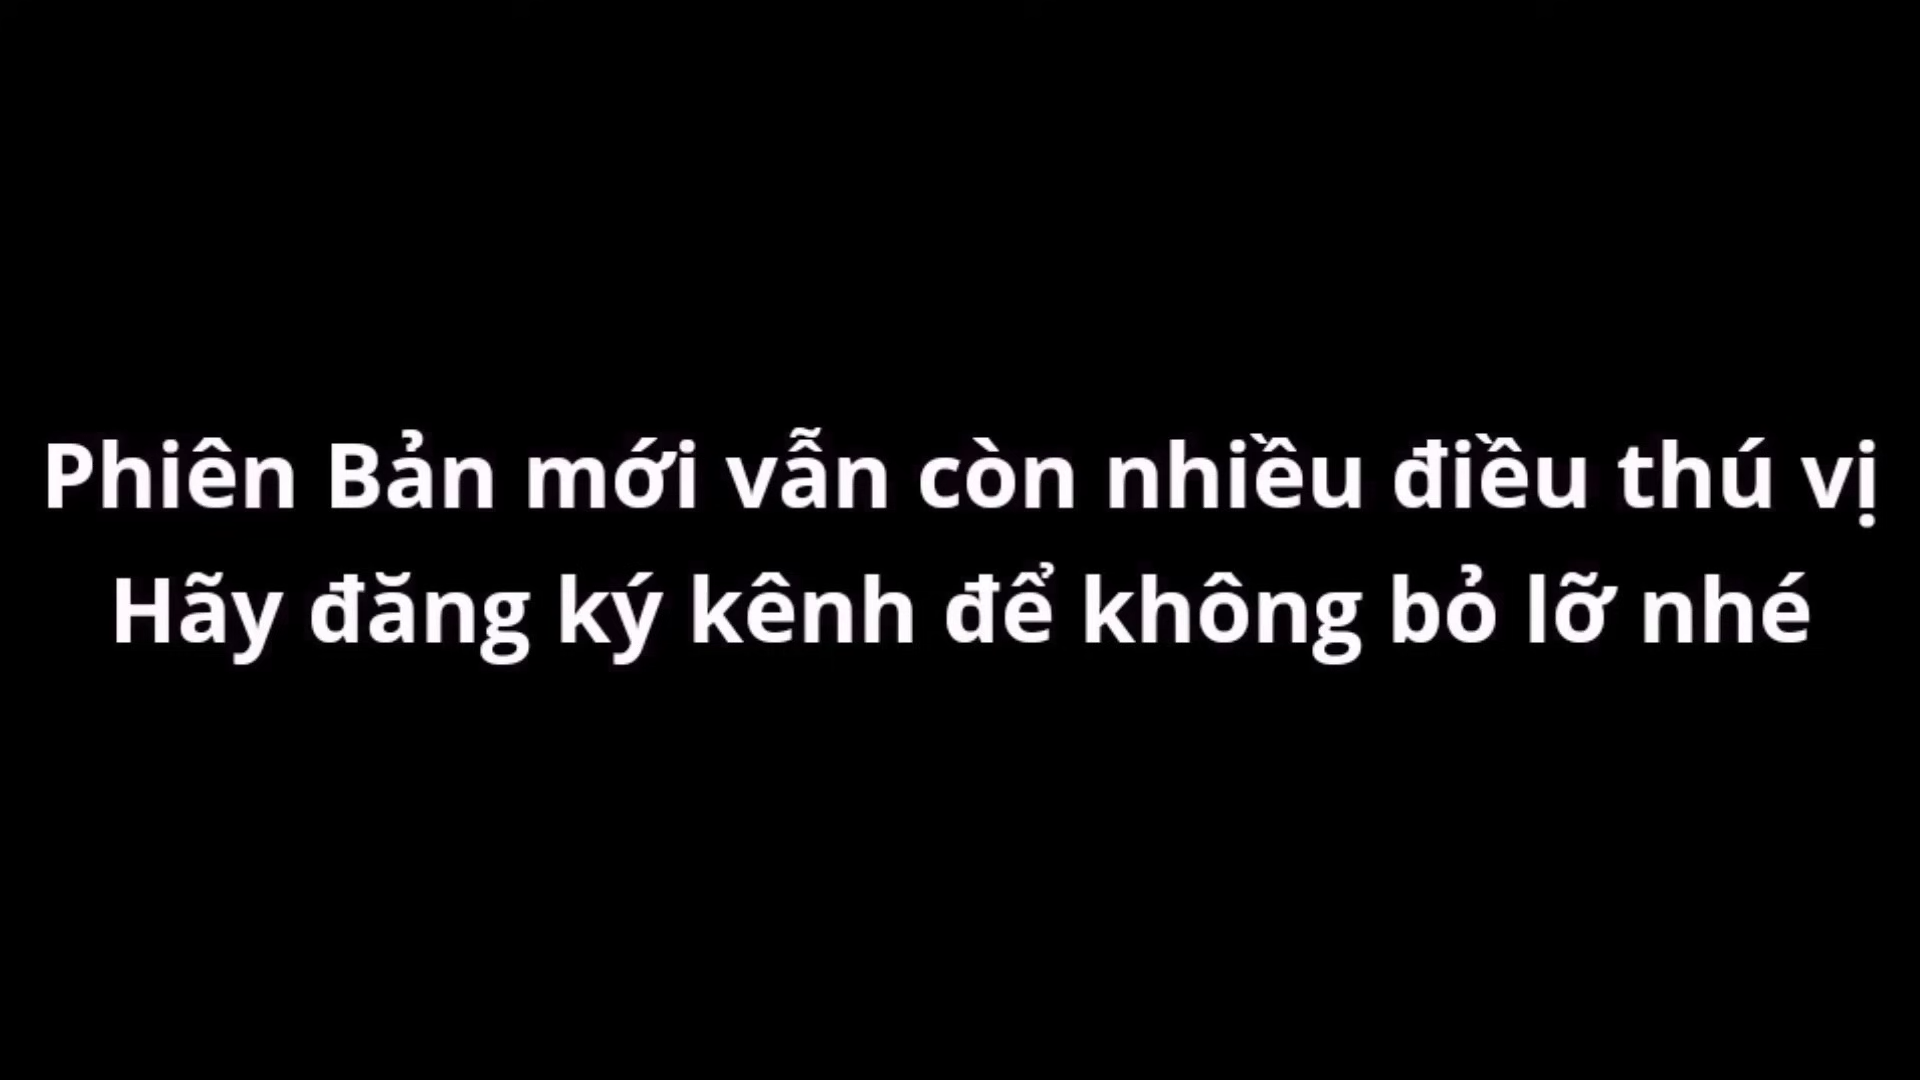 Phiên Bản mới vẫn còn nhiều điều thú vị
Hãy đăng ký kênh để không bỏ lỡ nhé